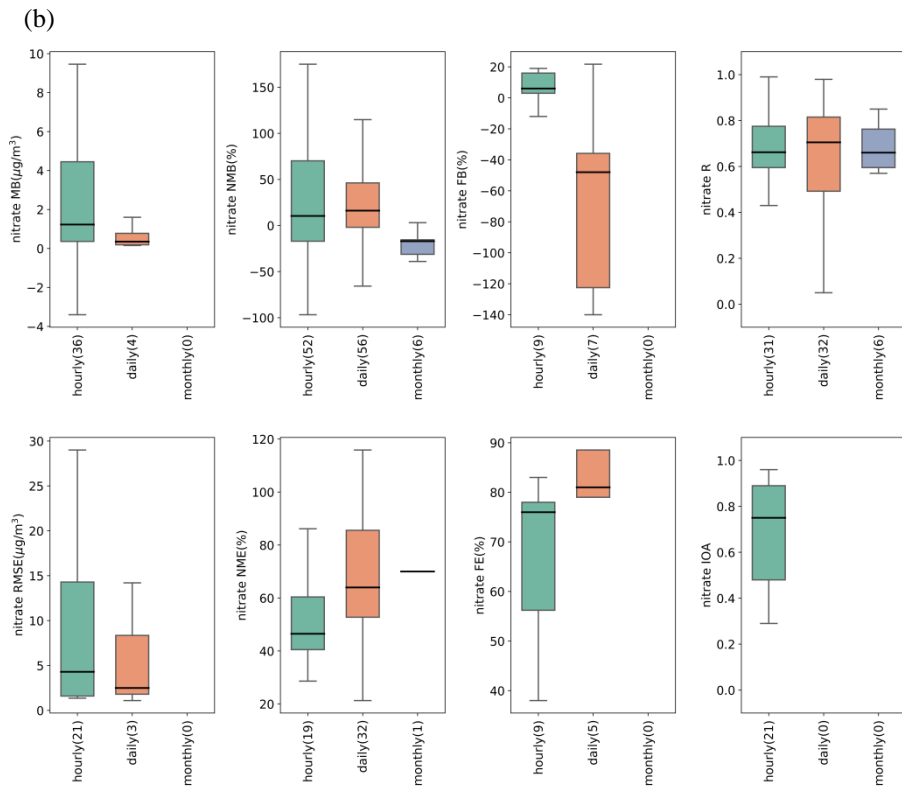 (b)
nitrate MB(μg/m³)
10
8
6
4
2
0
−2
−4
hourly(36)
daily(4)
monthly(0)
nitrate NMB(%)
150
100
50
0
−50
−100
hourly(52)
daily(56)
monthly(6)
nitrate FB(%)
20
0
−20
−40
−60
−80
−100
−120
−140
hourly(9)
daily(7)
monthly(0)
nitrate R
1.0
0.8
0.6
0.4
0.2
0.0
hourly(31)
daily(32)
monthly(6)
nitrate RMSE(μg/m³)
30
25
20
15
10
5
0
hourly(21)
daily(3)
monthly(0)
nitrate NME(%)
120
100
80
60
40
20
hourly(19)
daily(32)
monthly(1)
nitrate FE(%)
90
80
70
60
50
40
hourly(9)
daily(5)
monthly(0)
nitrate IOA
1.0
0.8
0.6
0.4
0.2
0.0
hourly(21)
daily(0)
monthly(0)